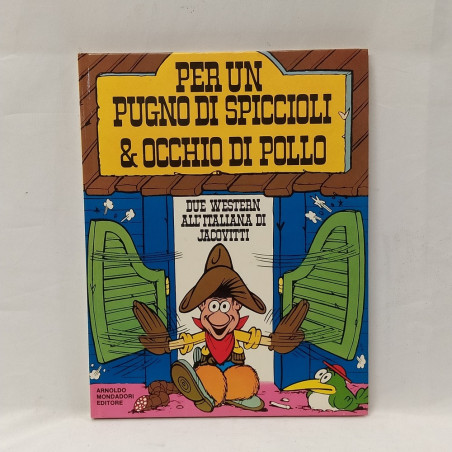 PER UN
PUGNO DI SPICCIOLI
& OCCHIO DI POLLO
DUE WESTERN
ALL'ITALIANA DI
JACOVITTI
ARNOLDO
MONDADORI
EDITORE